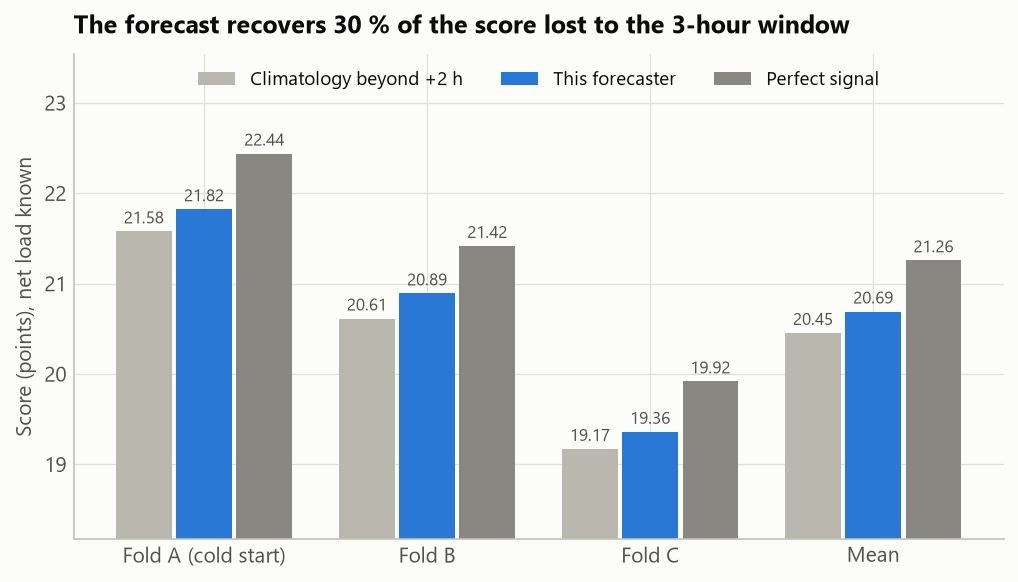 The forecast recovers 30 % of the score lost to the 3-hour window
Climatology beyond +2 h
This forecaster
Perfect signal
Score (points), net load known
23
22
21
20
19
21.58
21.82
22.44
20.61
20.89
21.42
19.17
19.36
19.92
20.45
20.69
21.26
Fold A (cold start)
Fold B
Fold C
Mean